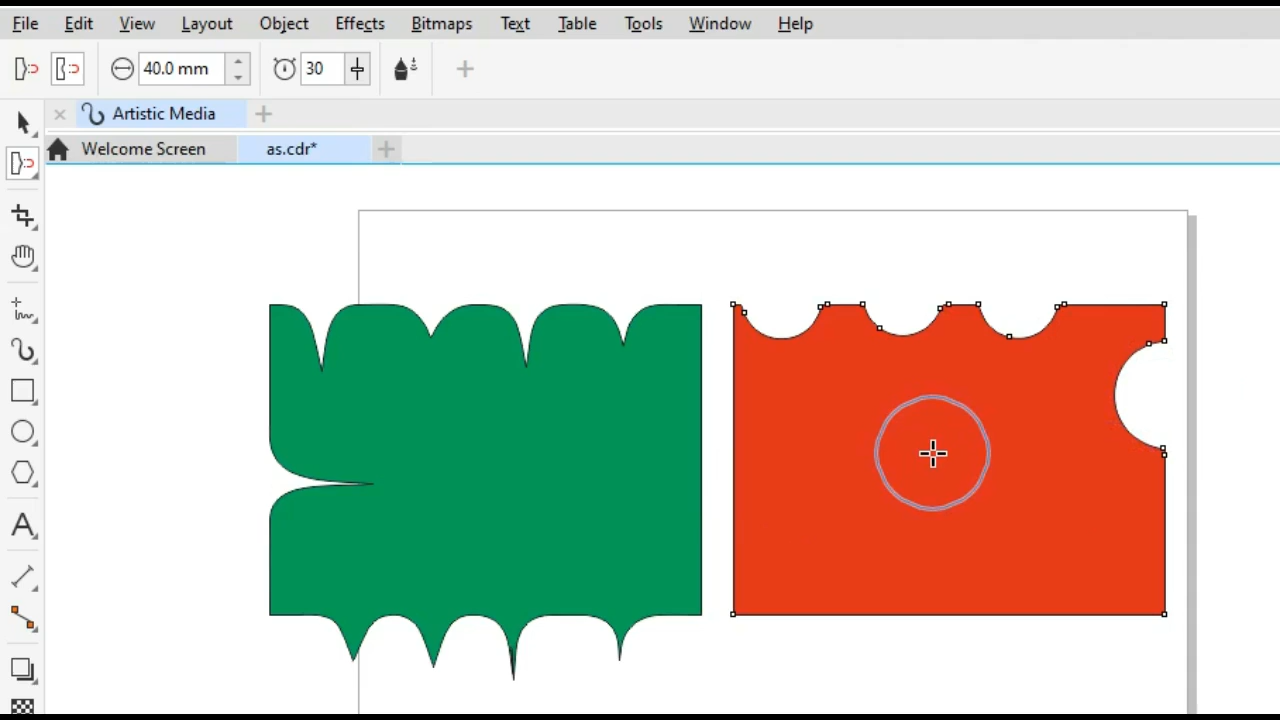 File Edit View Layout Object Effects Bitmaps Text Table Tools Window Help
40.0 mm 30
Artistic Media
Welcome Screen as.cdr*